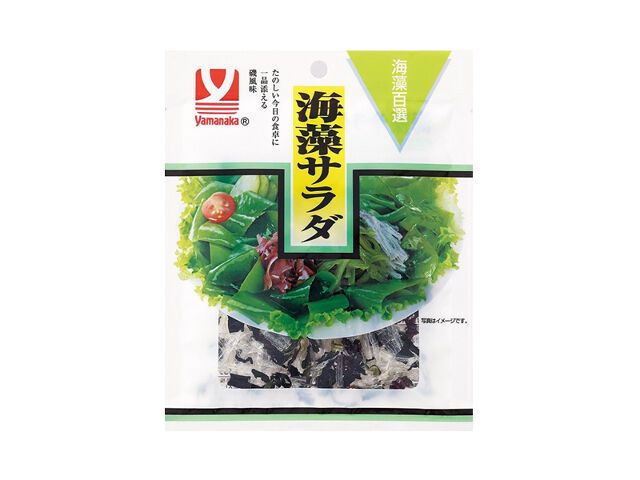 yamanaka®
たのしい今日の食卓に
一品添える
磯風味
海藻百選
海藻サラダ
写真はイメージです。